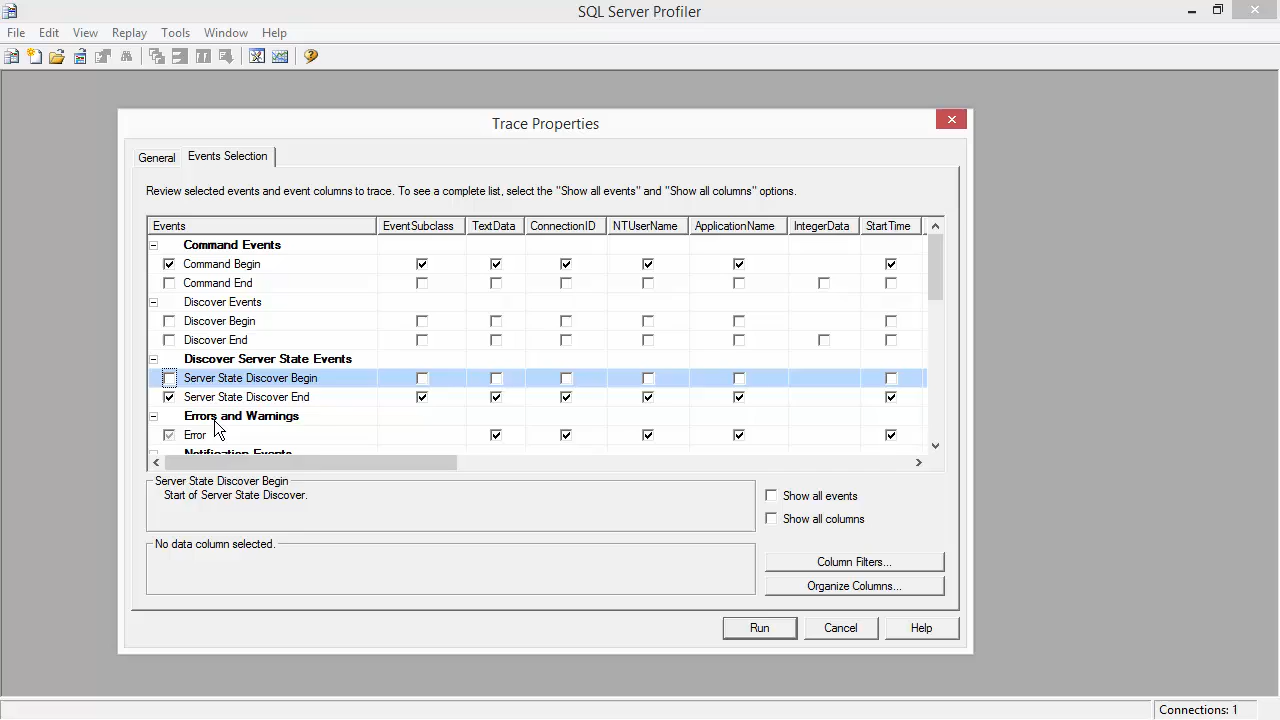 SQL Server Profiler
File Edit View Replay Tools Window Help
Trace Properties
General Events Selection
Review selected events and event columns to trace. To see a complete list, select the "Show all events" and "Show all columns" options.
Events EventSubclass TextData ConnectionID NTUserName ApplicationName IntegerData StartTime
Command Events
Command Begin
Command End
Discover Events
Discover Begin
Discover End
Discover Server State Events
Server State Discover Begin
Server State Discover End
Errors and Warnings
Error
Notification Events
Server State Discover Begin
Start of Server State Discover.
Show all events
Show all columns
No data column selected.
Column Filters...
Organize Columns...
Run Cancel Help
Connections: 1